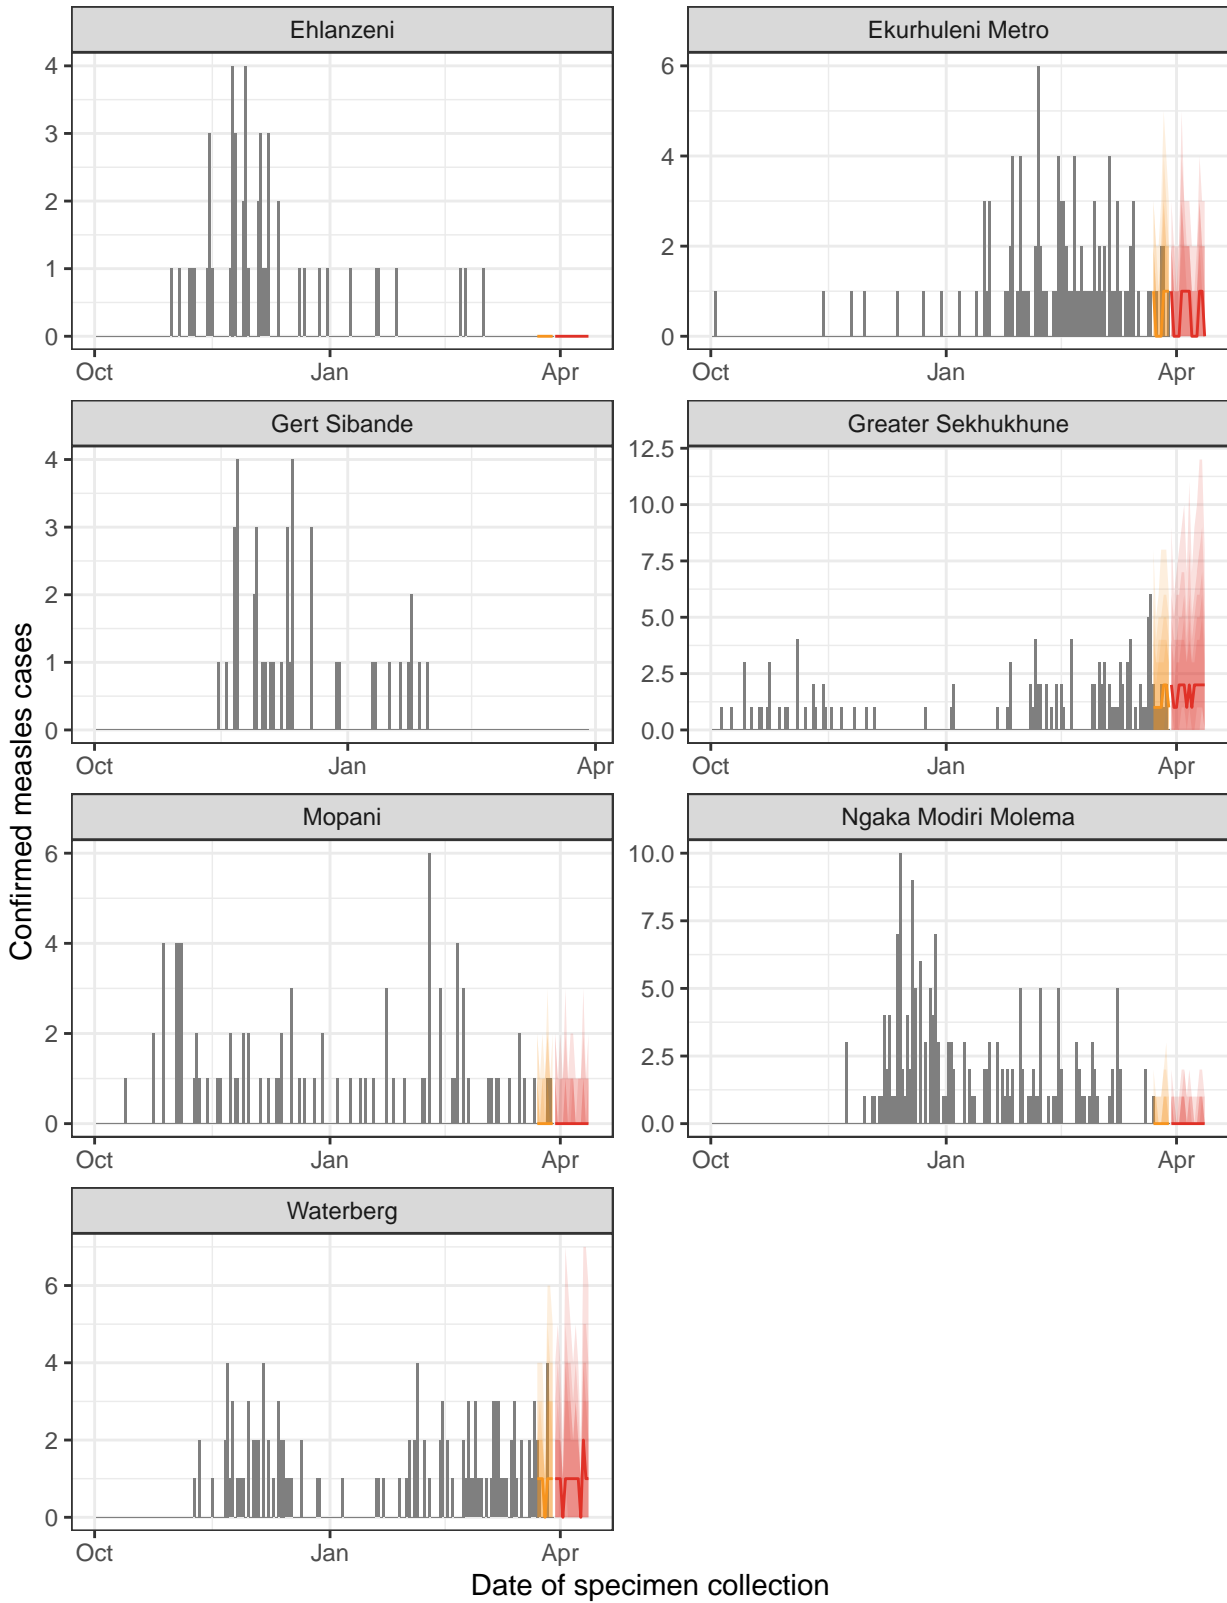 Ehlanzeni
Ekurhuleni Metro
4
3
2
1
0
Oct
Jan
Apr
6
4
2
0
Oct
Jan
Apr
Gert Sibande
Greater Sekhukhune
4
3
2
1
0
Oct
Jan
Apr
12.5
10.0
7.5
5.0
2.5
0.0
Oct
Jan
Apr
Confirmed measles cases
Mopani
Ngaka Modiri Molema
6
4
2
0
Oct
Jan
Apr
10.0
7.5
5.0
2.5
0.0
Oct
Jan
Apr
Waterberg
6
4
2
0
Oct
Jan
Apr
Date of specimen collection